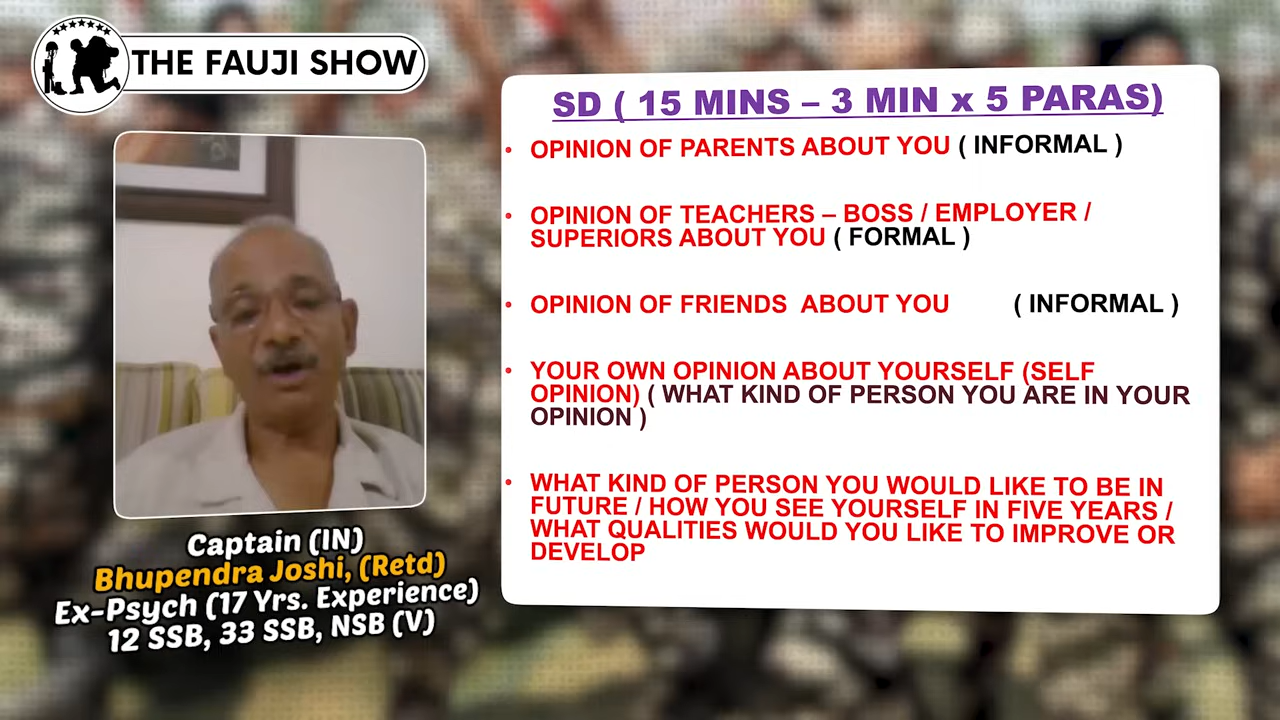 THE FAUJI SHOW
SD ( 15 MINS – 3 MIN x 5 PARAS)
• OPINION OF PARENTS ABOUT YOU ( INFORMAL )
• OPINION OF TEACHERS – BOSS / EMPLOYER /
SUPERIORS ABOUT YOU ( FORMAL )
• OPINION OF FRIENDS ABOUT YOU ( INFORMAL )
• YOUR OWN OPINION ABOUT YOURSELF (SELF
OPINION) ( WHAT KIND OF PERSON YOU ARE IN YOUR
OPINION )
• WHAT KIND OF PERSON YOU WOULD LIKE TO BE IN
FUTURE / HOW YOU SEE YOURSELF IN FIVE YEARS /
WHAT QUALITIES WOULD YOU LIKE TO IMPROVE OR
DEVELOP
Captain (IN)
Bhupendra Joshi, (Retd)
Ex-Psych (17 Yrs. Experience)
12 SSB, 33 SSB, NSB (V)